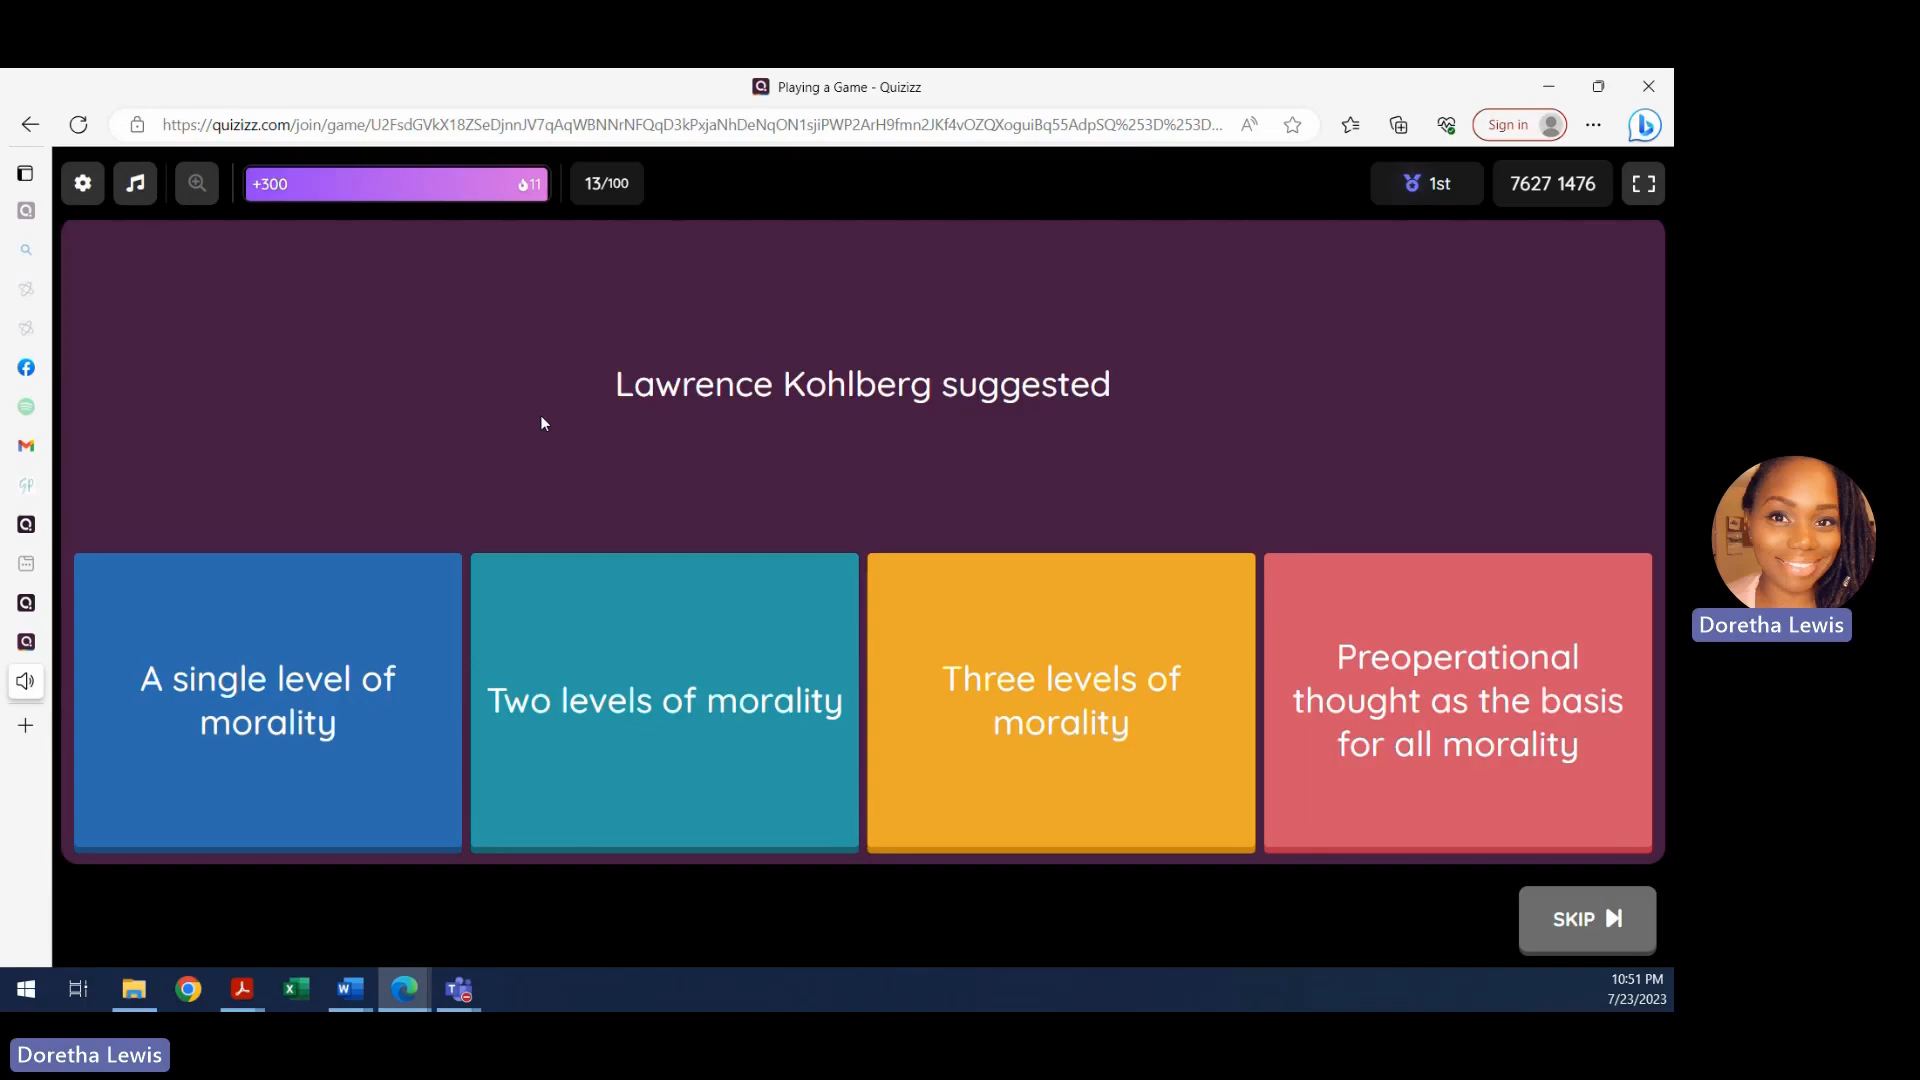 Playing a Game - Quizizz
https://quizizz.com/join/game/U2FsdGVkX18ZSeDjnnJV7qAqWBNNrNFQqD3kPxjaNhDeNqON1sjiPWP2ArH9fmn2JKf4vOZQXoguiBq55AdpSQ%253D%253D...
Sign in
+300
11
13/100
1st
7627 1476
Lawrence Kohlberg suggested
A single level of
morality
Two levels of morality
Three levels of
morality
Preoperational
thought as the basis
for all morality
SKIP
Doretha Lewis
10:51 PM
7/23/2023
Doretha Lewis